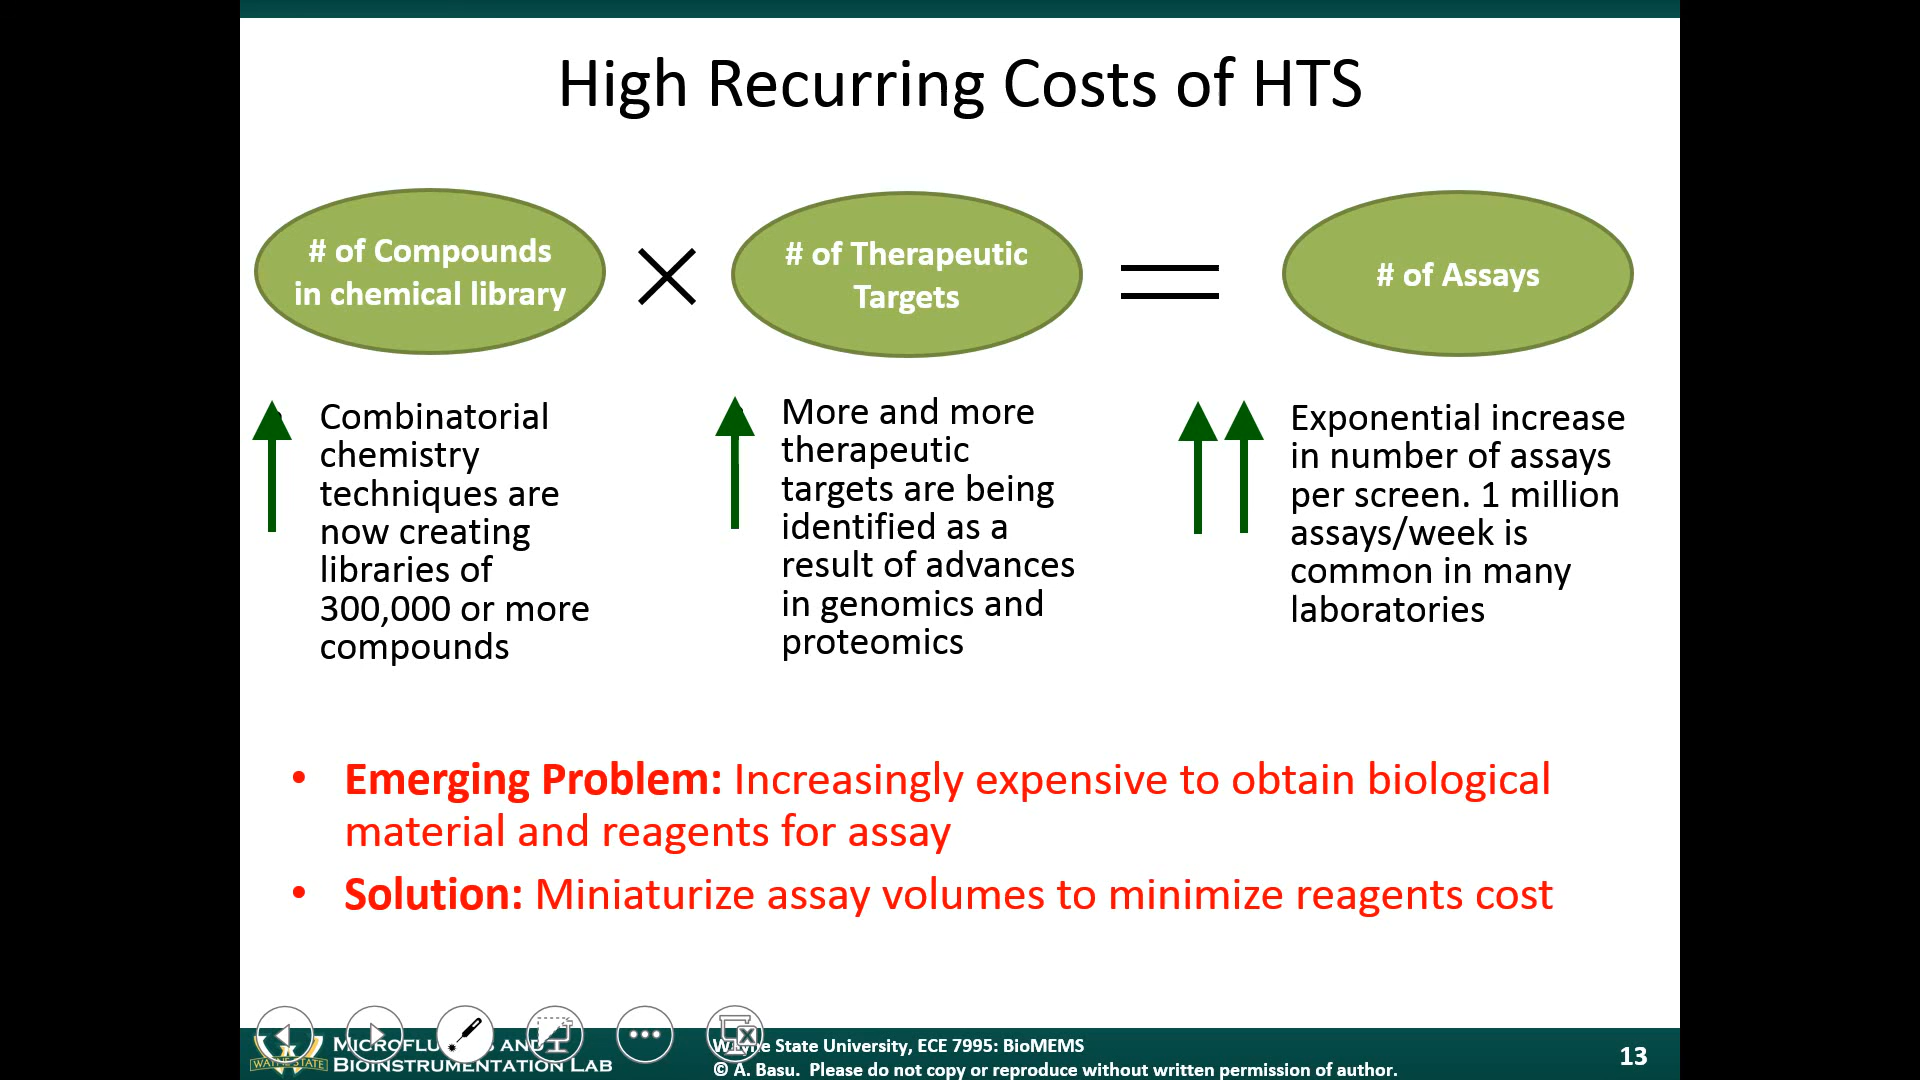 High Recurring Costs of HTS
# of Compounds
in chemical library
# of Therapeutic
Targets
# of Assays
Combinatorial
chemistry
techniques are
now creating
libraries of
300,000 or more
compounds
More and more
therapeutic
targets are being
identified as a
result of advances
in genomics and
proteomics
Exponential increase
in number of assays
per screen. 1 million
assays/week is
common in many
laboratories
• Emerging Problem: Increasingly expensive to obtain biological
material and reagents for assay
• Solution: Miniaturize assay volumes to minimize reagents cost
WAYNE STATE
AND
BIOINSTRUMENTATION LAB
State University, ECE 7995: BioMEMS
© A. Basu. Please do not copy or reproduce without written permission of author.
13